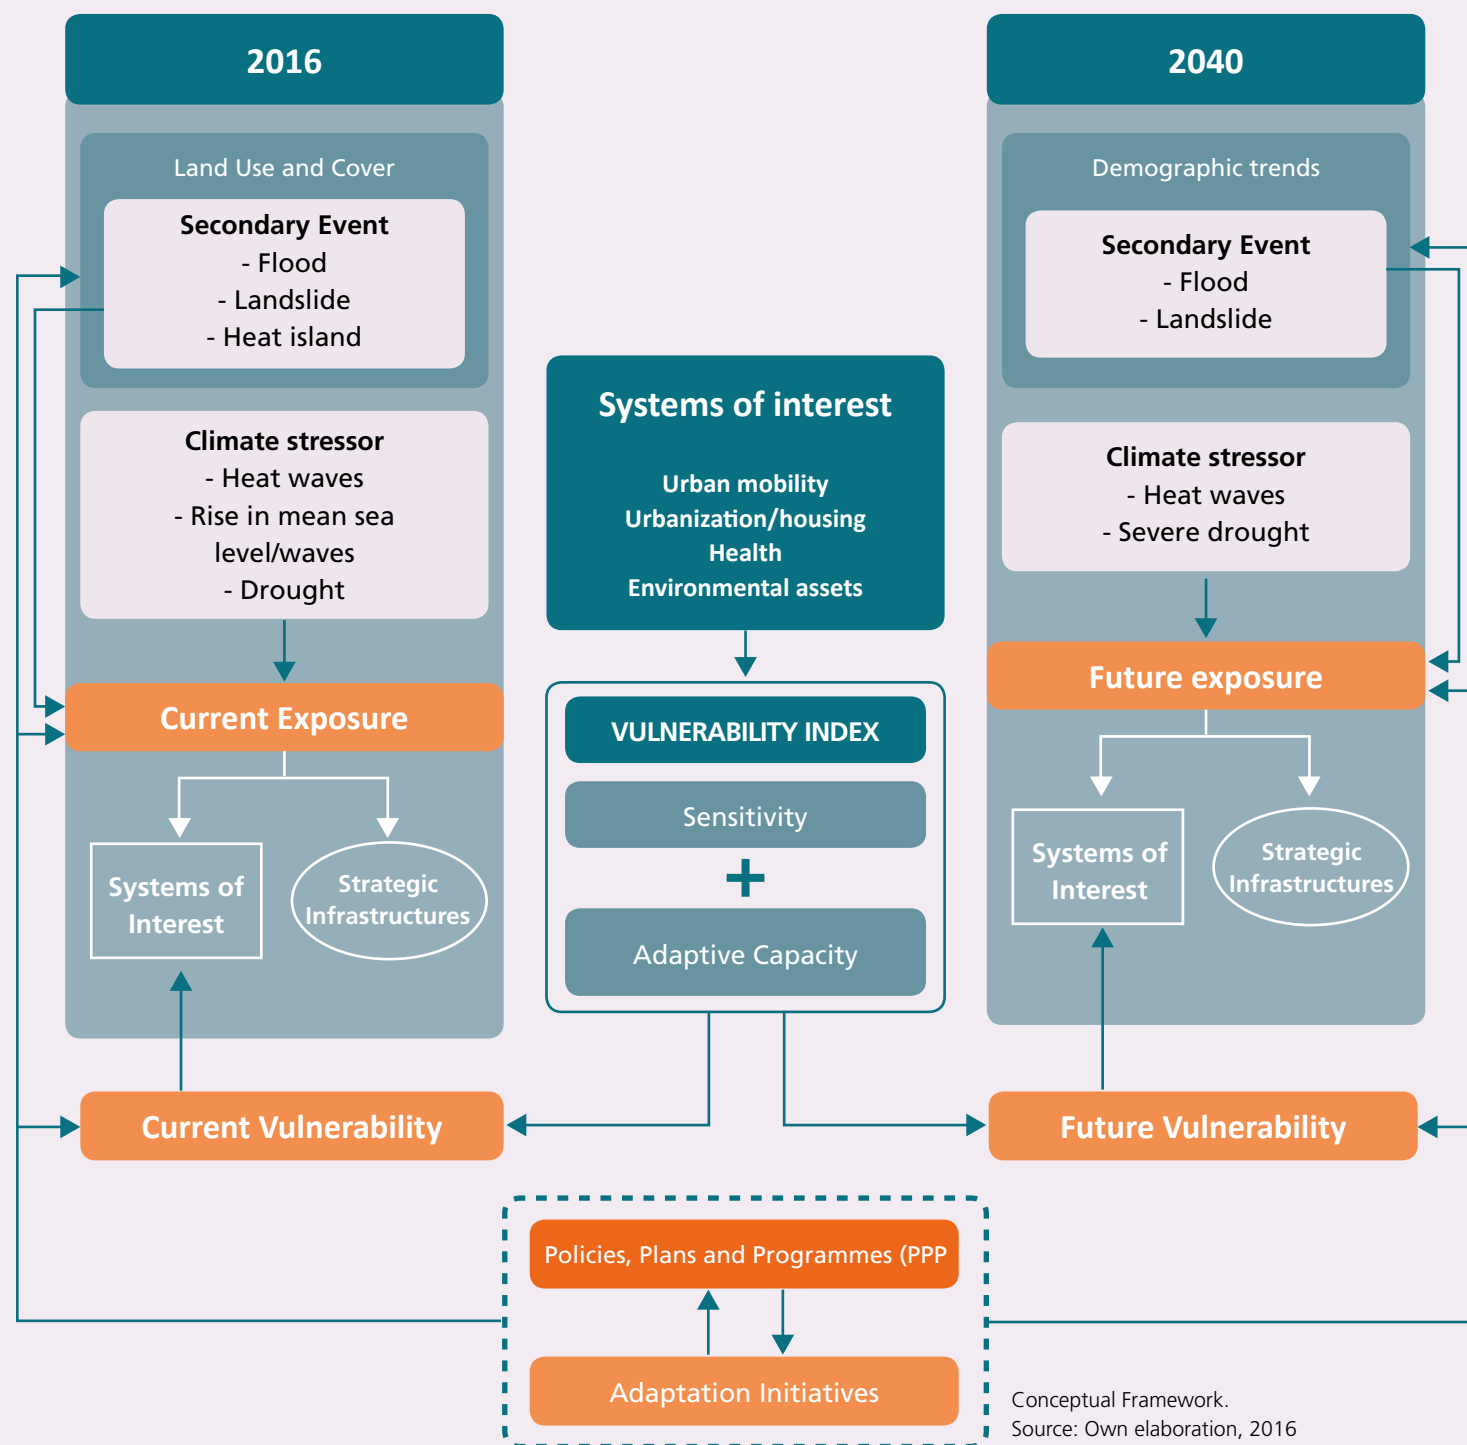 2016
Land Use and Cover
Secondary Event
- Flood
- Landslide
- Heat island
Climate stressor
- Heat waves
- Rise in mean sea
level/waves
- Drought
Current Exposure
Systems of
Interest
Strategic
Infrastructures
Current Vulnerability
Systems of interest
Urban mobility
Urbanization/housing
Health
Environmental assets
VULNERABILITY INDEX
Sensitivity
+
Adaptive Capacity
2040
Demographic trends
Secondary Event
- Flood
- Landslide
Climate stressor
- Heat waves
- Severe drought
Future exposure
Systems of
Interest
Strategic
Infrastructures
Future Vulnerability
Policies, Plans and Programmes (PPP
Adaptation Initiatives
Conceptual Framework.
Source: Own elaboration, 2016